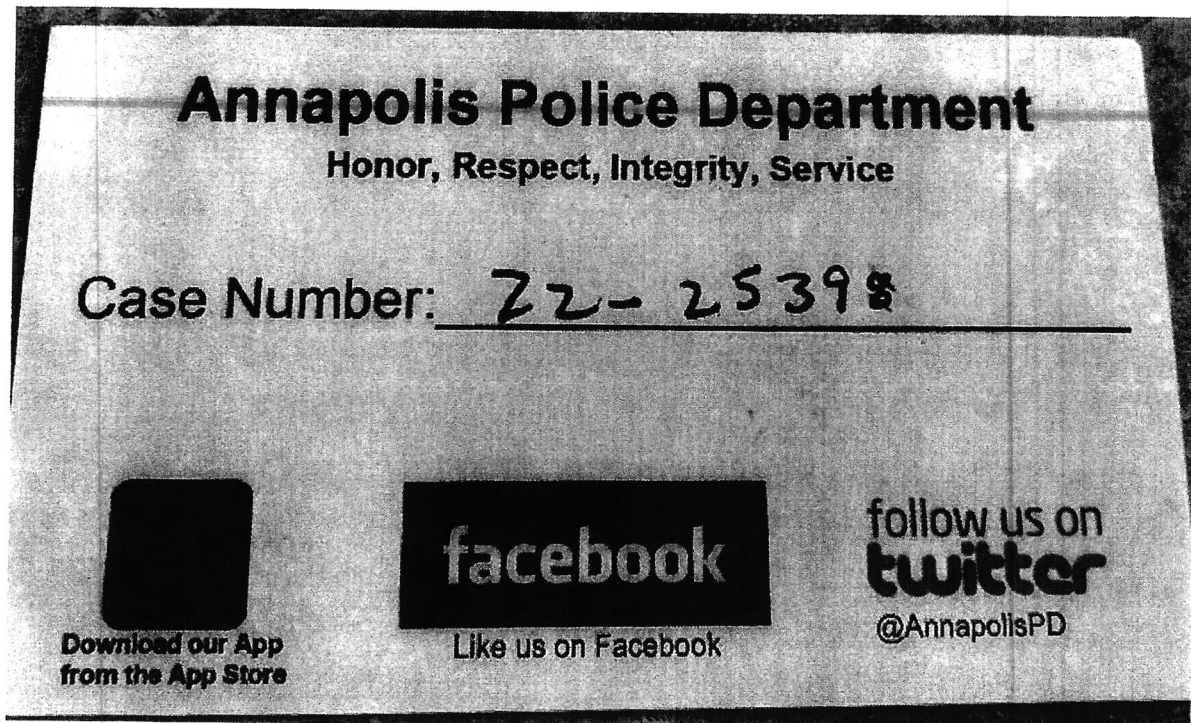 Annapolis Police Department
Honor, Respect, Integrity, Service
Case Number: 22-25398
facebook
follow us on
twitter
@AnnapolisPD
Like us on Facebook
Download our App
from the App Store